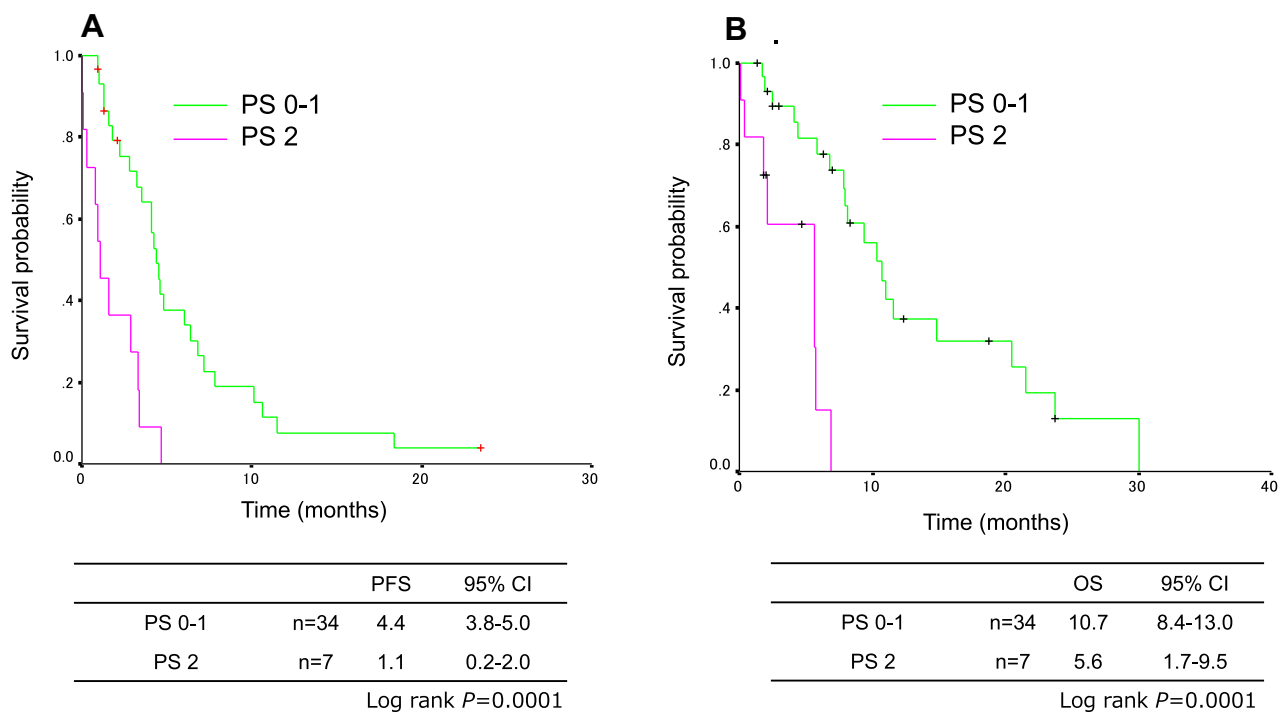 A
1.0
.8
.6
.4
.2
0.0
0
10
20
30
Survival probability
Time (months)
PS 0-1
PS 2
PFS 95% CI
PS 0-1 n=34 4.4 3.8-5.0
PS 2 n=7 1.1 0.2-2.0
Log rank P=0.0001
B
1.0
.8
.6
.4
.2
0.0
0
10
20
30
40
Survival probability
Time (months)
PS 0-1
PS 2
OS 95% CI
PS 0-1 n=34 10.7 8.4-13.0
PS 2 n=7 5.6 1.7-9.5
Log rank P=0.0001